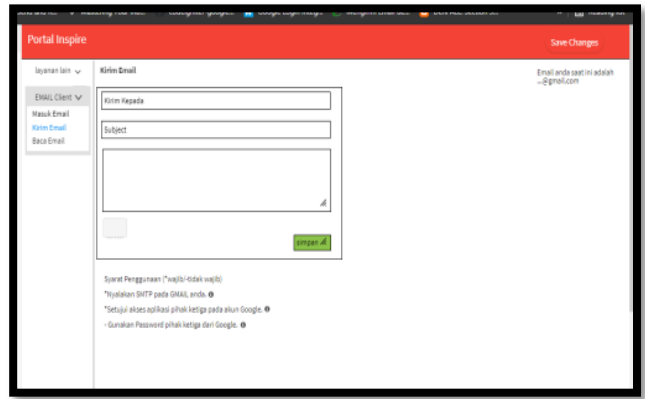 Portal Inspire
Save Changes
layanan lain
EMAIL Client
Masuk Email
Kirim Email
Baca Email
Kirim Email
Kirim Kepada
Subject
simpan
Email anda saat ini adalah
...@gmail.com
Syarat Penggunaan (*wajib/-tidak wajib)
*Nyalakan SMTP pada GMAIL anda.
*Setujui akses aplikasi pihak ketiga pada akun Google.
- Gunakan Password pihak ketiga dari Google.